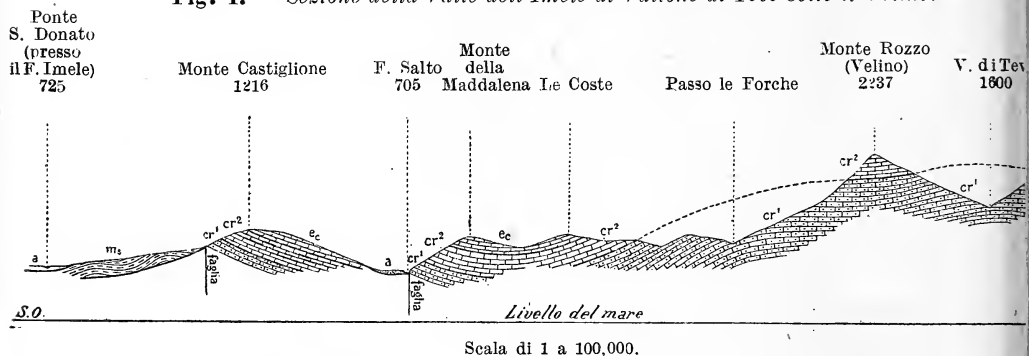 Fig. 1.
Ponte
S. Donato
(presso
il F. Imele)
725
Monte Castiglione
1216
F. Salto
705
Monte
della
Maddalena
Le Coste
Passo le Forche
Monte Rozzo
(Velino)
2237
V. di Tev
1600
a
ms
cr¹
cr²
faglia
ec
a
cr¹
faglia
cr²
ec
cr²
cr¹
cr²
cr¹
S.O.
Livello del mare
Scala di 1 a 100,000.